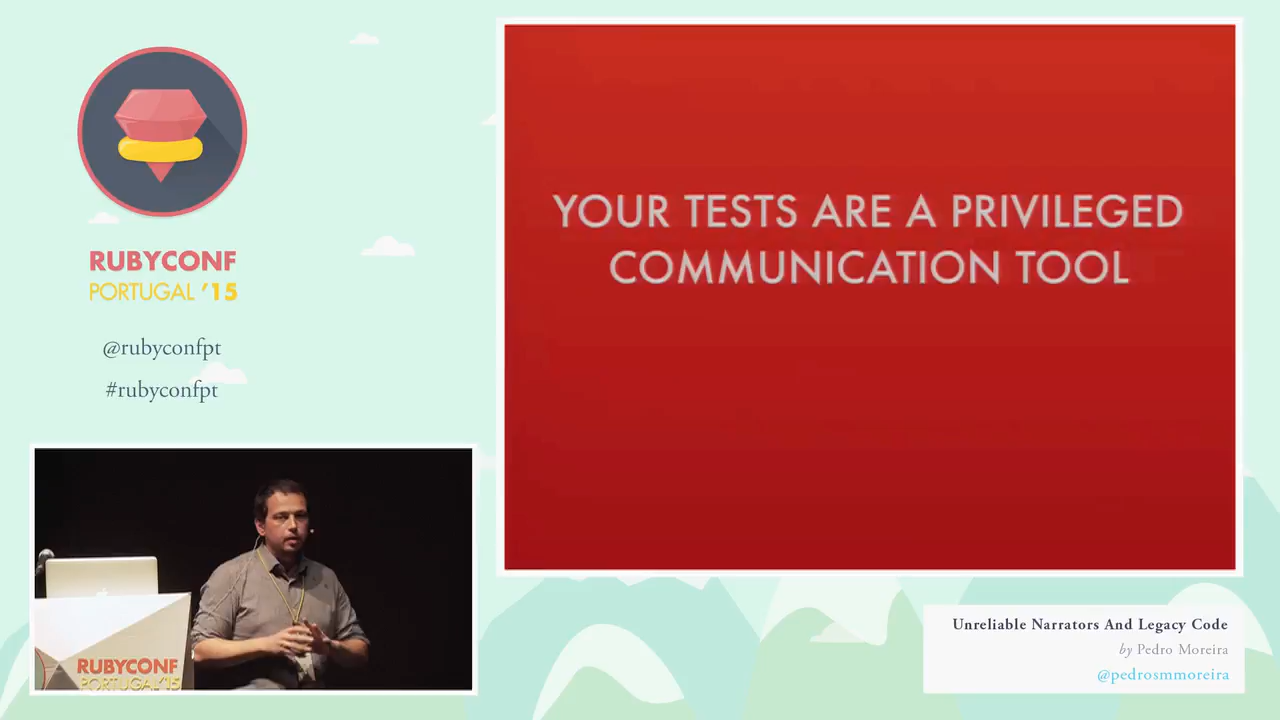 RUBYCONF
PORTUGAL '15
@rubyconfpt
#rubyconfpt
YOUR TESTS ARE A PRIVILEGED
COMMUNICATION TOOL
RUBYCONF
PORTUGAL'15
Unreliable Narrators And Legacy Code
by Pedro Moreira
@pedrosmmoreira